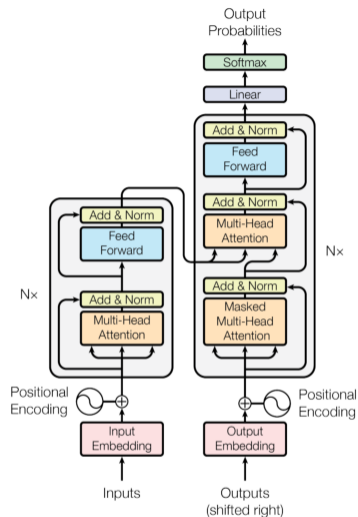 Output
Probabilities
Softmax
Linear
Add & Norm
Feed
Forward
Add & Norm
Multi-Head
Attention
Add & Norm
Masked
Multi-Head
Attention
N×
Positional
Encoding
Output
Embedding
Outputs
(shifted right)
Add & Norm
Feed
Forward
Add & Norm
Multi-Head
Attention
N×
Positional
Encoding
Input
Embedding
Inputs